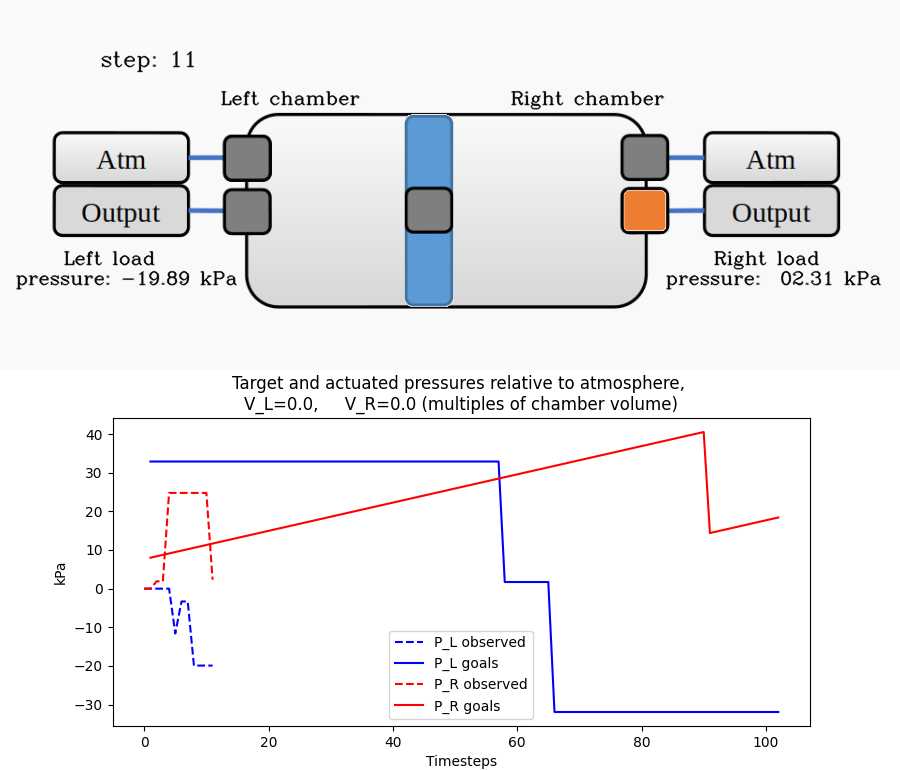 step: 11
Left chamber
Right chamber
Atm
Atm
Output
Output
Left load
pressure: −19.89 kPa
Right load
pressure: 02.31 kPa
Target and actuated pressures relative to atmosphere,
V_L=0.0, V_R=0.0 (multiples of chamber volume)
kPa
40
30
20
10
0
−10
−20
−30
P_L observed
P_L goals
P_R observed
P_R goals
0 20 40 60 80 100
Timesteps